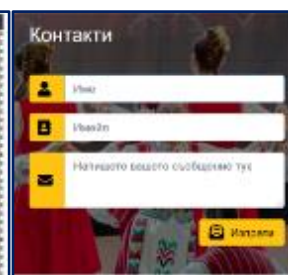 Контакти
Име
Имейл
Напишете вашето съобщение тук
Изпрати